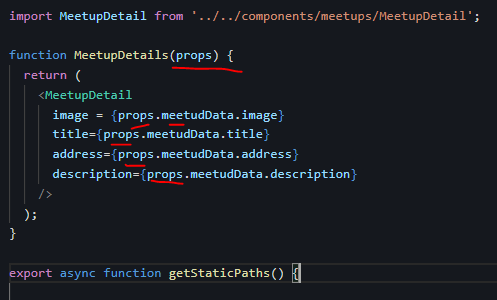 import MeetupDetail from '../../components/meetups/MeetupDetail';
function MeetupDetails(props) {
return (
<MeetupDetail
image = {props.meetudData.image}
title={props.meetudData.title}
address={props.meetudData.address}
description={props.meetudData.description}
/>
);
}
export async function getStaticPaths() {